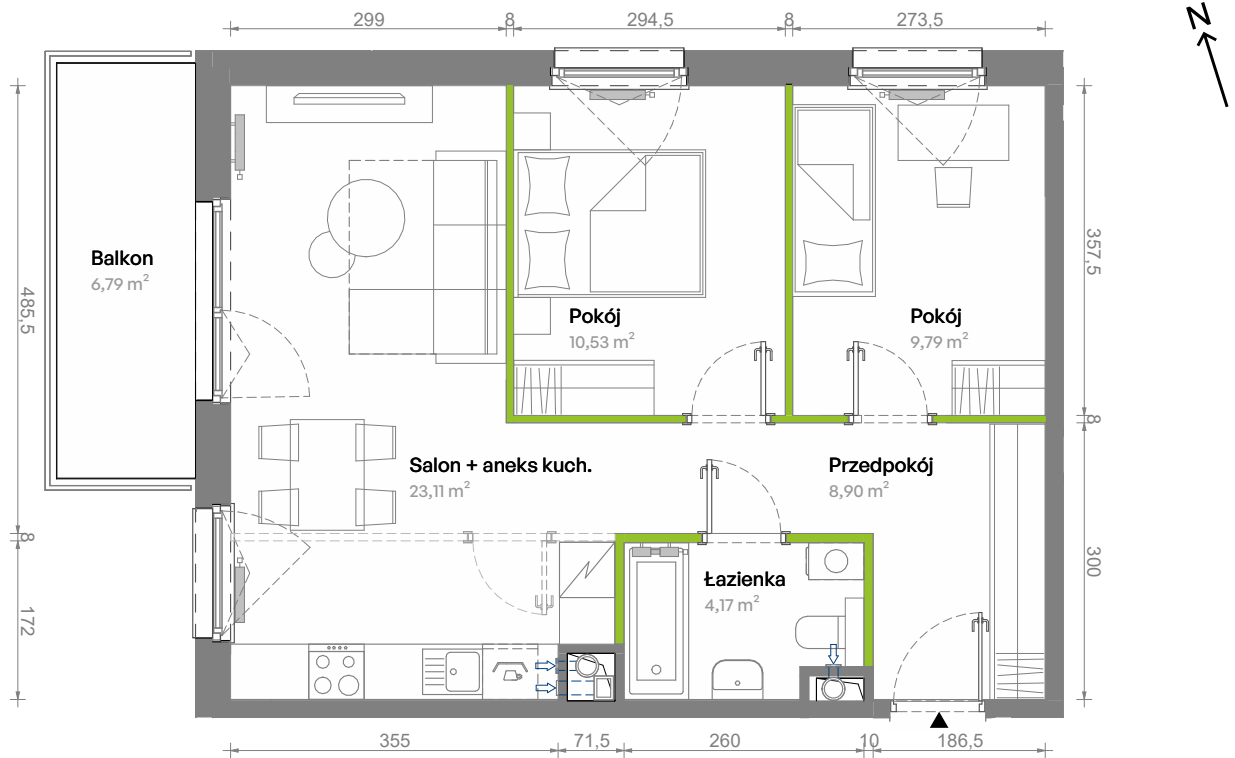 N
299
8
294,5
8
273,5
485,5
8
172
357,5
8
300
Balkon
6,79 m²
Pokój
10,53 m²
Pokój
9,79 m²
Salon + aneks kuch.
23,11 m²
Przedpokój
8,90 m²
Łazienka
4,17 m²
355
71,5
260
10
186,5